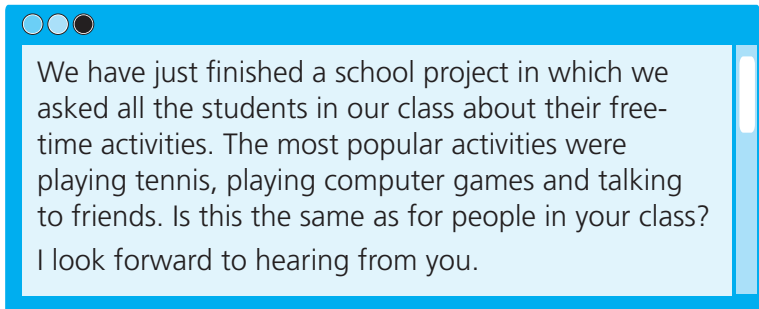 We have just finished a school project in which we
asked all the students in our class about their free-
time activities. The most popular activities were
playing tennis, playing computer games and talking
to friends. Is this the same as for people in your class?
I look forward to hearing from you.